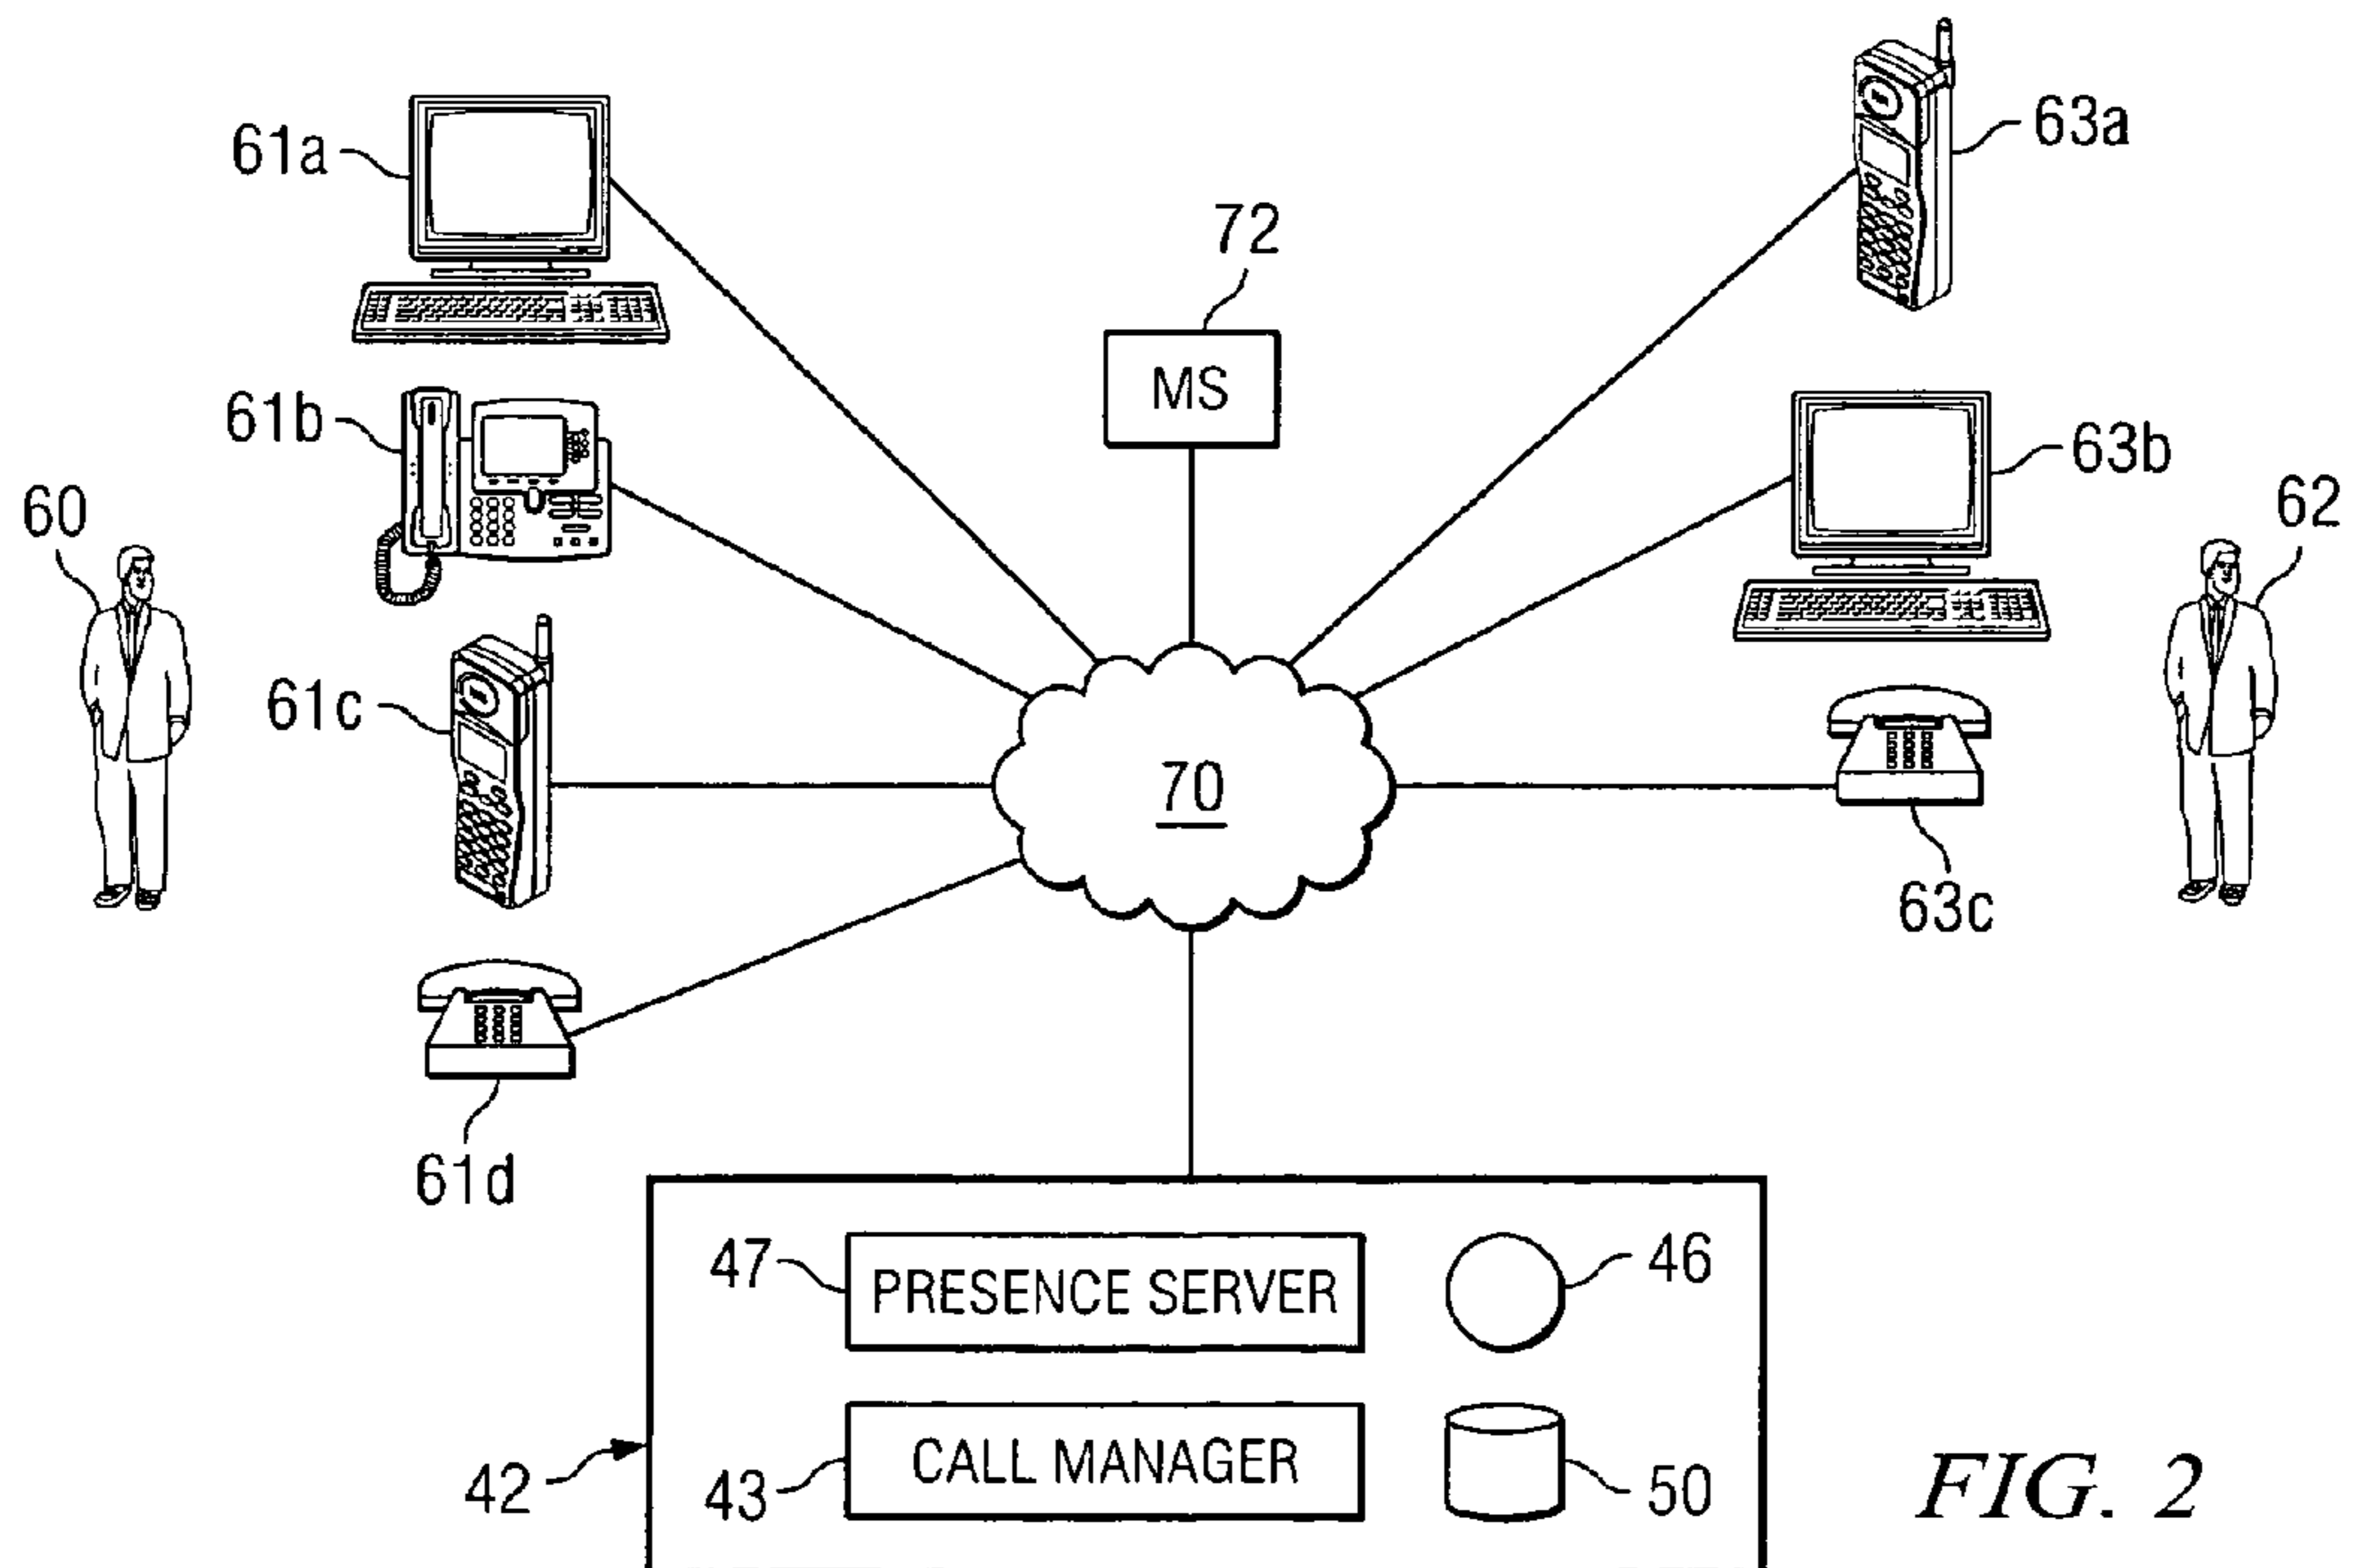 61a
63a
72
MS
61b
63b
60
62
61c
70
63c
61d
47
PRESENCE SERVER
46
42
43
CALL MANAGER
50
FIG. 2